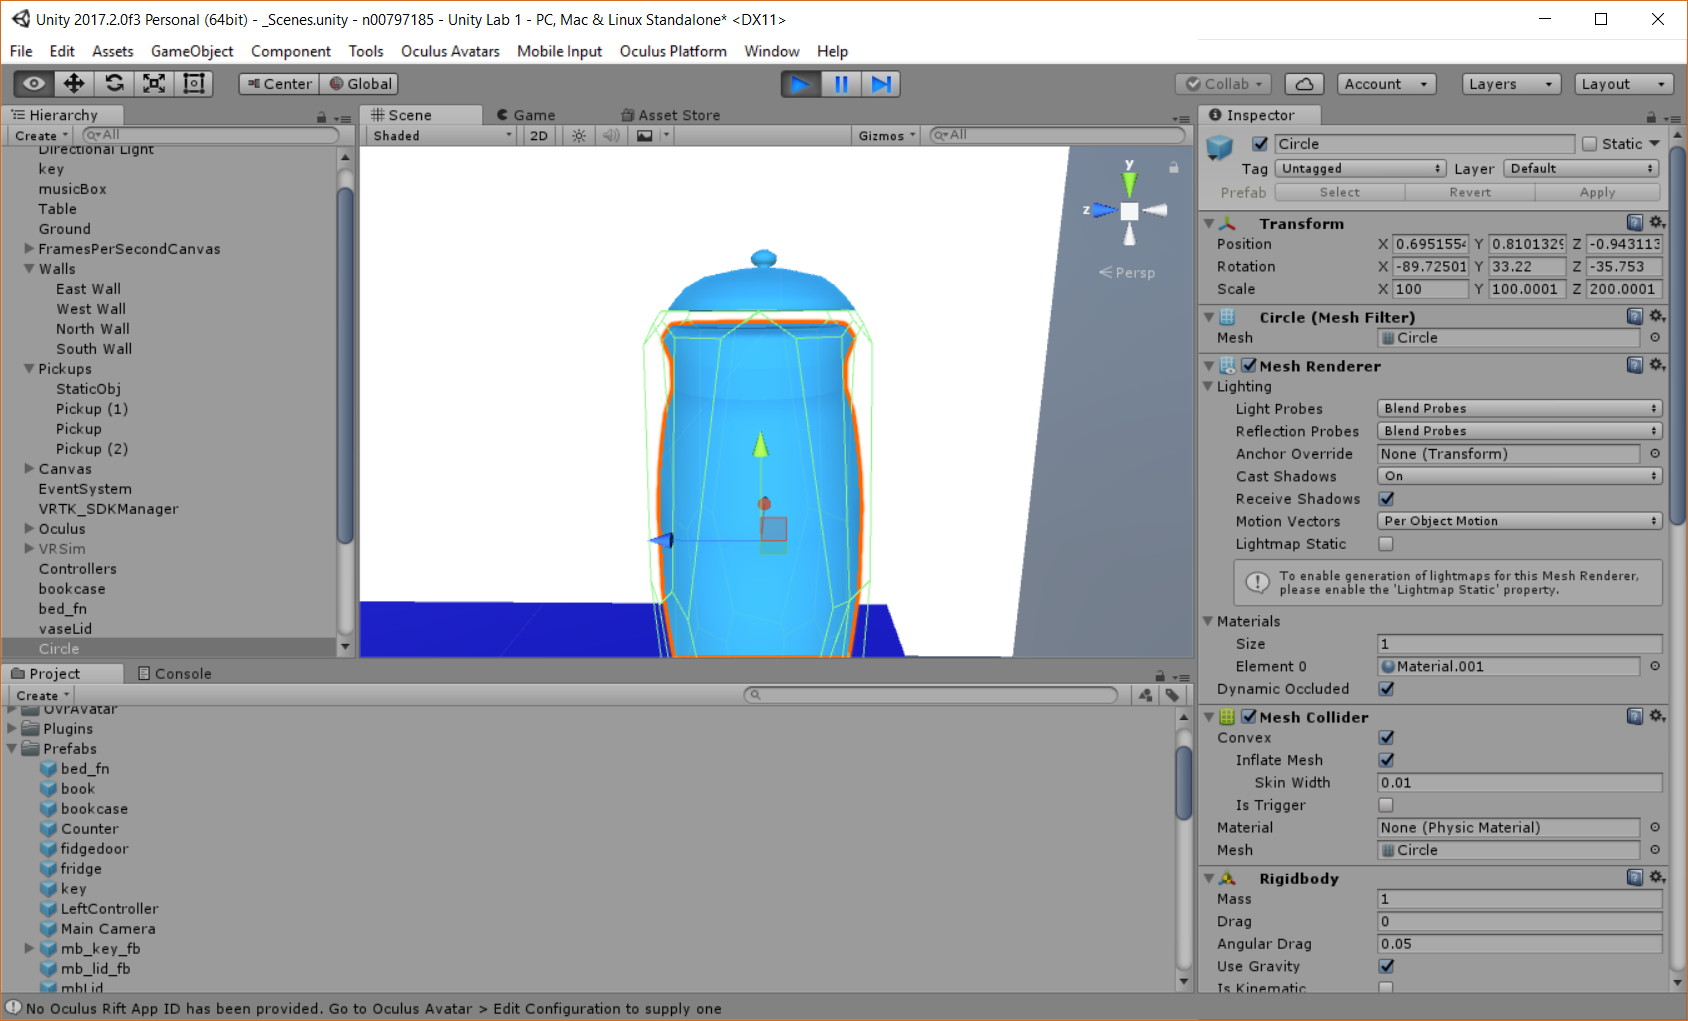 Unity 2017.2.0f3 Personal (64bit) - _Scenes.unity - n00797185 - Unity Lab 1 - PC, Mac & Linux Standalone* <DX11>
File Edit Assets GameObject Component Tools Oculus Avatars Mobile Input Oculus Platform Window Help
Center Global Collab Account Layers Layout
Hierarchy
Create All
Directional Light
key
musicBox
Table
Ground
FramesPerSecondCanvas
Walls
East Wall
West Wall
North Wall
South Wall
Pickups
StaticObj
Pickup (1)
Pickup
Pickup (2)
Canvas
EventSystem
VRTK_SDKManager
Oculus
VRSim
Controllers
bookcase
bed_fn
vaseLid
Circle
Scene Game Asset Store
Shaded 2D Gizmos All
y
z
Persp
Inspector
Circle Static
Tag Untagged Layer Default
Prefab Select Revert Apply
Transform
Position X 0.6951554 Y 0.8101329 Z -0.943113
Rotation X -89.72501 Y 33.22 Z -35.753
Scale X 100 Y 100.0001 Z 200.0001
Circle (Mesh Filter)
Mesh Circle
Mesh Renderer
Lighting
Light Probes Blend Probes
Reflection Probes Blend Probes
Anchor Override None (Transform)
Cast Shadows On
Receive Shadows
Motion Vectors Per Object Motion
Lightmap Static
To enable generation of lightmaps for this Mesh Renderer,
please enable the 'Lightmap Static' property.
Materials
Size 1
Element 0 Material.001
Dynamic Occluded
Mesh Collider
Convex
Inflate Mesh
Skin Width 0.01
Is Trigger
Material None (Physic Material)
Mesh Circle
Rigidbody
Mass 1
Drag 0
Angular Drag 0.05
Use Gravity
Is Kinematic
Project Console
Create
OvrAvatar
Plugins
Prefabs
bed_fn
book
bookcase
Counter
fidgedoor
fridge
key
LeftController
Main Camera
mb_key_fb
mb_lid_fb
mbLid
No Oculus Rift App ID has been provided. Go to Oculus Avatar > Edit Configuration to supply one